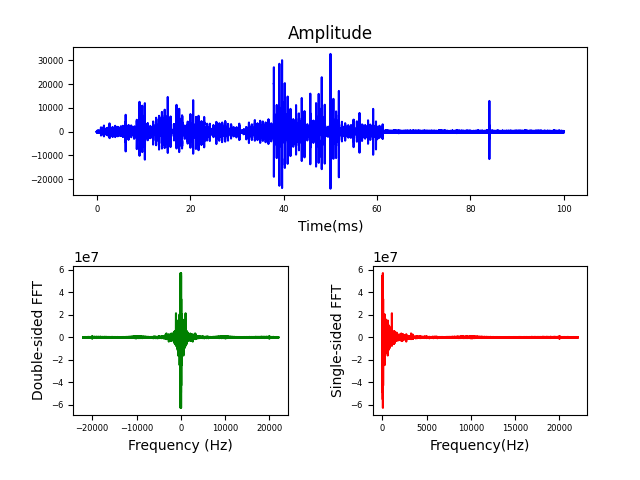 Amplitude
30000
20000
10000
0
−10000
−20000
0 20 40 60 80 100
Time(ms)
1e7 1e7
6 6
4 4
2 2
0 0
−2 −2
−4 −4
−6 −6
Double-sided FFT
Single-sided FFT
−20000 −10000 0 10000 20000
0 5000 10000 15000 20000
Frequency (Hz)
Frequency(Hz)